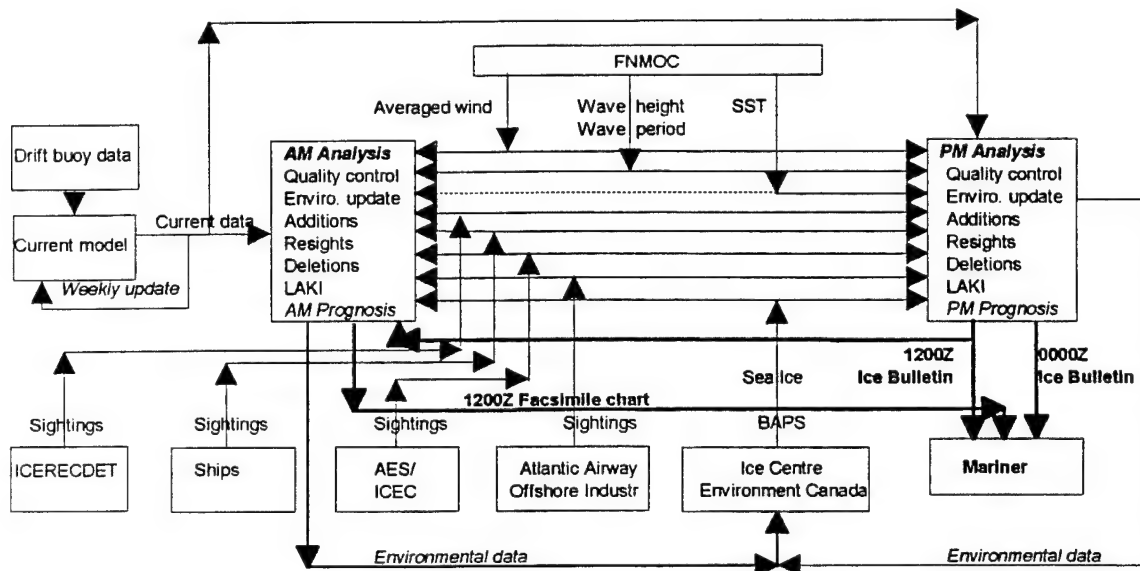 FNMOC
Averaged wind
Wave height
Wave period
SST
Drift buoy data
Current model
Current data
Weekly update
AM Analysis
Quality control
Enviro. update
Additions
Resights
Deletions
LAKI
AM Prognosis
PM Analysis
Quality control
Enviro. update
Additions
Resights
Deletions
LAKI
PM Prognosis
1200Z
Ice Bulletin
0000Z
Ice Bulletin
1200Z Facsimile chart
Sightings
Sightings
Sightings
Sightings
Sea Ice
BAPS
ICERECDET
Ships
AES/
ICEC
Atlantic Airway
Offshore Industr
Ice Centre
Environment Canada
Mariner
Environmental data
Environmental data